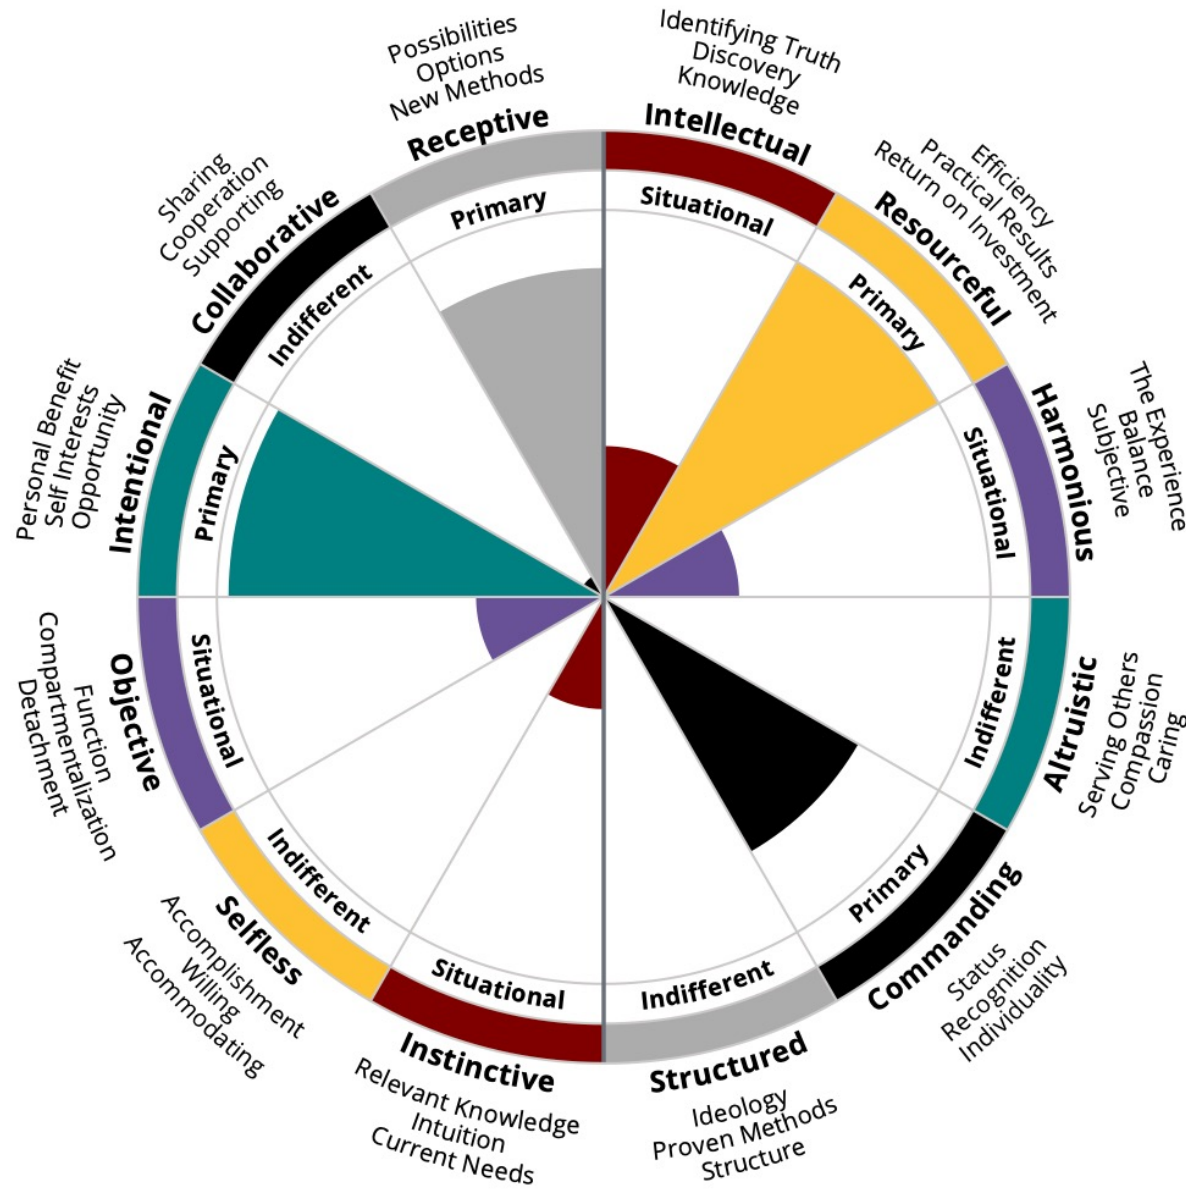 Identifying Truth
Discovery
Knowledge
Intellectual
Situational
Efficiency
Practical Results
Return on Investment
Resourceful
Primary
The Experience
Balance
Subjective
Harmonious
Situational
Serving Others
Compassion
Caring
Altruistic
Indifferent
Status
Recognition
Individuality
Commanding
Primary
Structured
Indifferent
Ideology
Proven Methods
Structure
Instinctive
Situational
Relevant Knowledge
Intuition
Current Needs
Selfless
Indifferent
Accomplishment
Willing
Accommodating
Objective
Situational
Function
Compartmentalization
Detachment
Personal Benefit
Self Interests
Opportunity
Intentional
Primary
Sharing
Cooperation
Supporting
Collaborative
Indifferent
Possibilities
Options
New Methods
Receptive
Primary